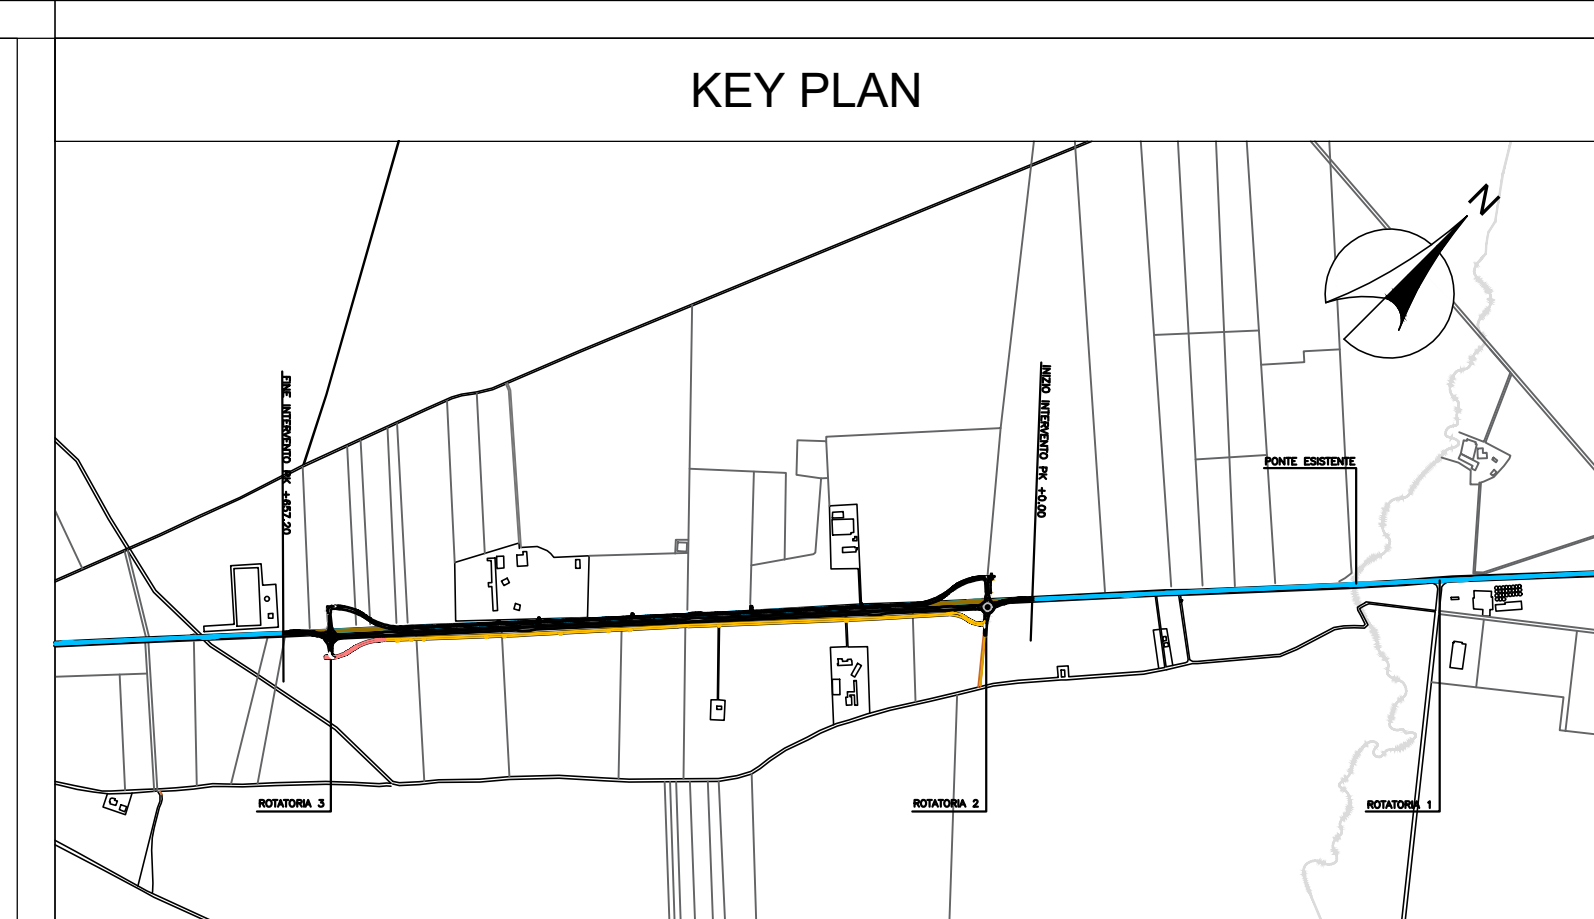 KEY PLAN
N
FINE INTERVENTO PK +857.20
INIZIO INTERVENTO PK +0.00
PONTE ESISTENTE
ROTATORIA 3
ROTATORIA 2
ROTATORIA 1